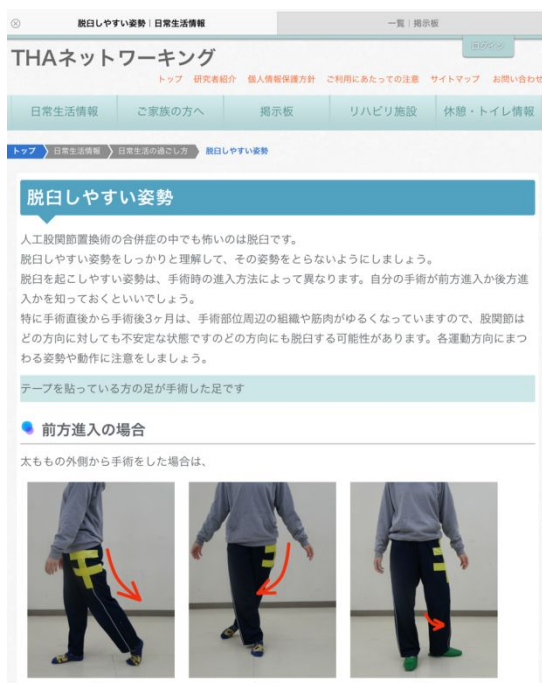 脱臼しやすい姿勢｜日常生活情報
一覧｜掲示板
THAネットワーキング
ログイン
トップ 研究者紹介 個人情報保護方針 ご利用にあたっての注意 サイトマップ お問い合わせ
日常生活情報 ご家族の方へ 掲示板 リハビリ施設 休憩・トイレ情報
トップ 日常生活情報 日常生活の過ごし方 脱臼しやすい姿勢
脱臼しやすい姿勢
人工股関節置換術の合併症の中でも怖いのは脱臼です。
脱臼しやすい姿勢をしっかりと理解して、その姿勢をとらないようにしましょう。
脱臼を起こしやすい姿勢は、手術時の進入方法によって異なります。自分の手術が前方進入か後方進
入かを知っておくといいでしょう。
特に手術直後から手術後3ヶ月は、手術部位周辺の組織や筋肉がゆるくなっていますので、股関節は
どの方向に対しても不安定な状態ですのどの方向にも脱臼する可能性があります。各運動方向にまつ
わる姿勢や動作に注意をしましょう。
テープを貼っている方の足が手術した足です
前方進入の場合
太ももの外側から手術をした場合は、